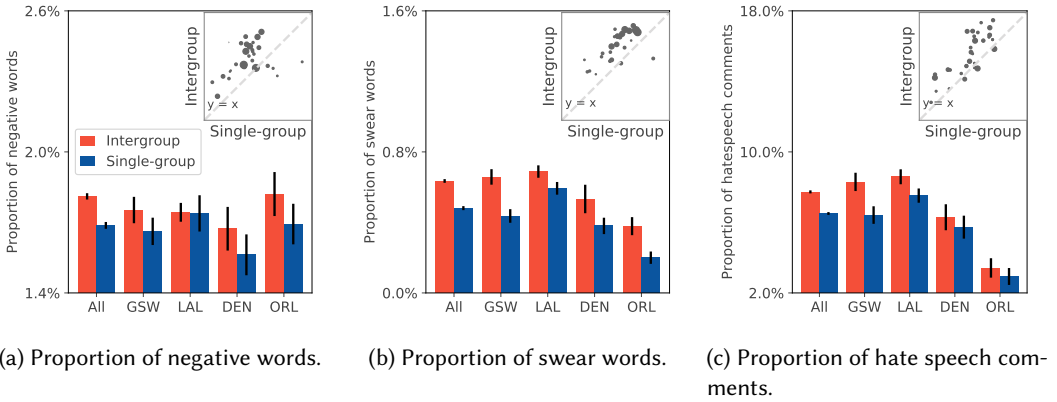 2.6%
2.0%
1.4%
Proportion of negative words
Intergroup
Single-group
Intergroup
y = x
Single-group
All GSW LAL DEN ORL
1.6%
0.8%
0.0%
Proportion of swear words
Intergroup
y = x
Single-group
All GSW LAL DEN ORL
18.0%
10.0%
2.0%
Proportion of hatespeech comments
Intergroup
y = x
Single-group
All GSW LAL DEN ORL
(a) Proportion of negative words.
(b) Proportion of swear words.
(c) Proportion of hate speech com-
ments.